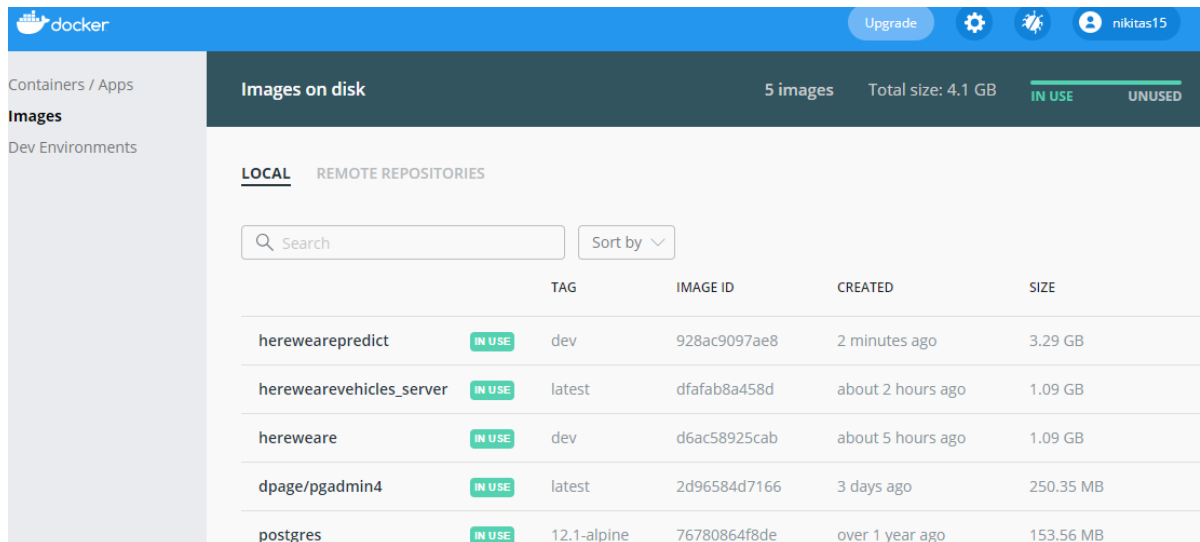 docker Upgrade nikitas15
Containers / Apps
Images
Dev Environments
Images on disk 5 images Total size: 4.1 GB IN USE UNUSED
LOCAL REMOTE REPOSITORIES
Search Sort by
TAG IMAGE ID CREATED SIZE
herewearepredict IN USE dev 928ac9097ae8 2 minutes ago 3.29 GB
herewearevehicles_server IN USE latest dfafab8a458d about 2 hours ago 1.09 GB
hereweare IN USE dev d6ac58925cab about 5 hours ago 1.09 GB
dpage/pgadmin4 IN USE latest 2d96584d7166 3 days ago 250.35 MB
postgres IN USE 12.1-alpine 76780864f8de over 1 year ago 153.56 MB